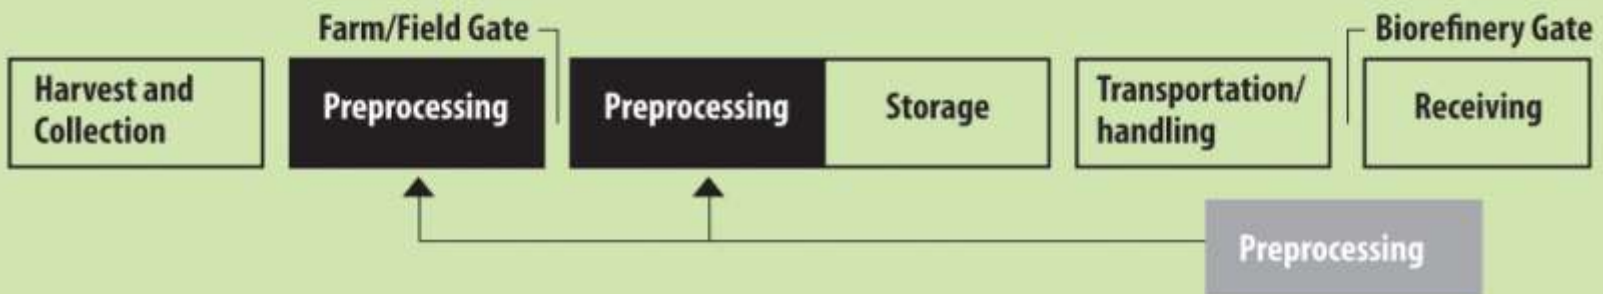 Farm/Field Gate
Biorefinery Gate
Harvest and
Collection
Preprocessing
Preprocessing
Storage
Transportation/
handling
Receiving
Preprocessing